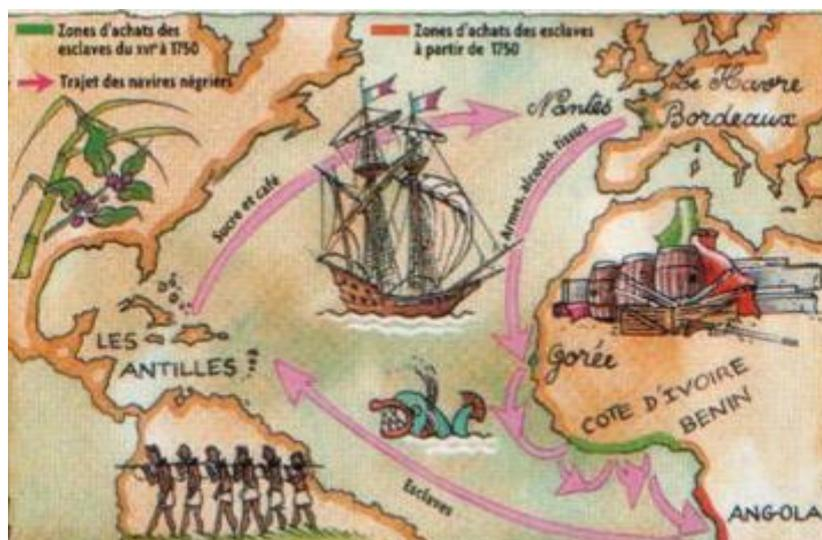 Zones d'achats des
esclaves du XVIᵉ à 1750
Zones d'achats des esclaves
à partir de 1750
Trajet des navires négriers
Nantes
Le Havre
Bordeaux
Sucre et café
Armes, alcools, tissus
LES
ANTILLES
Gorée
COTE D'IVOIRE
BENIN
Esclaves
ANGOLA